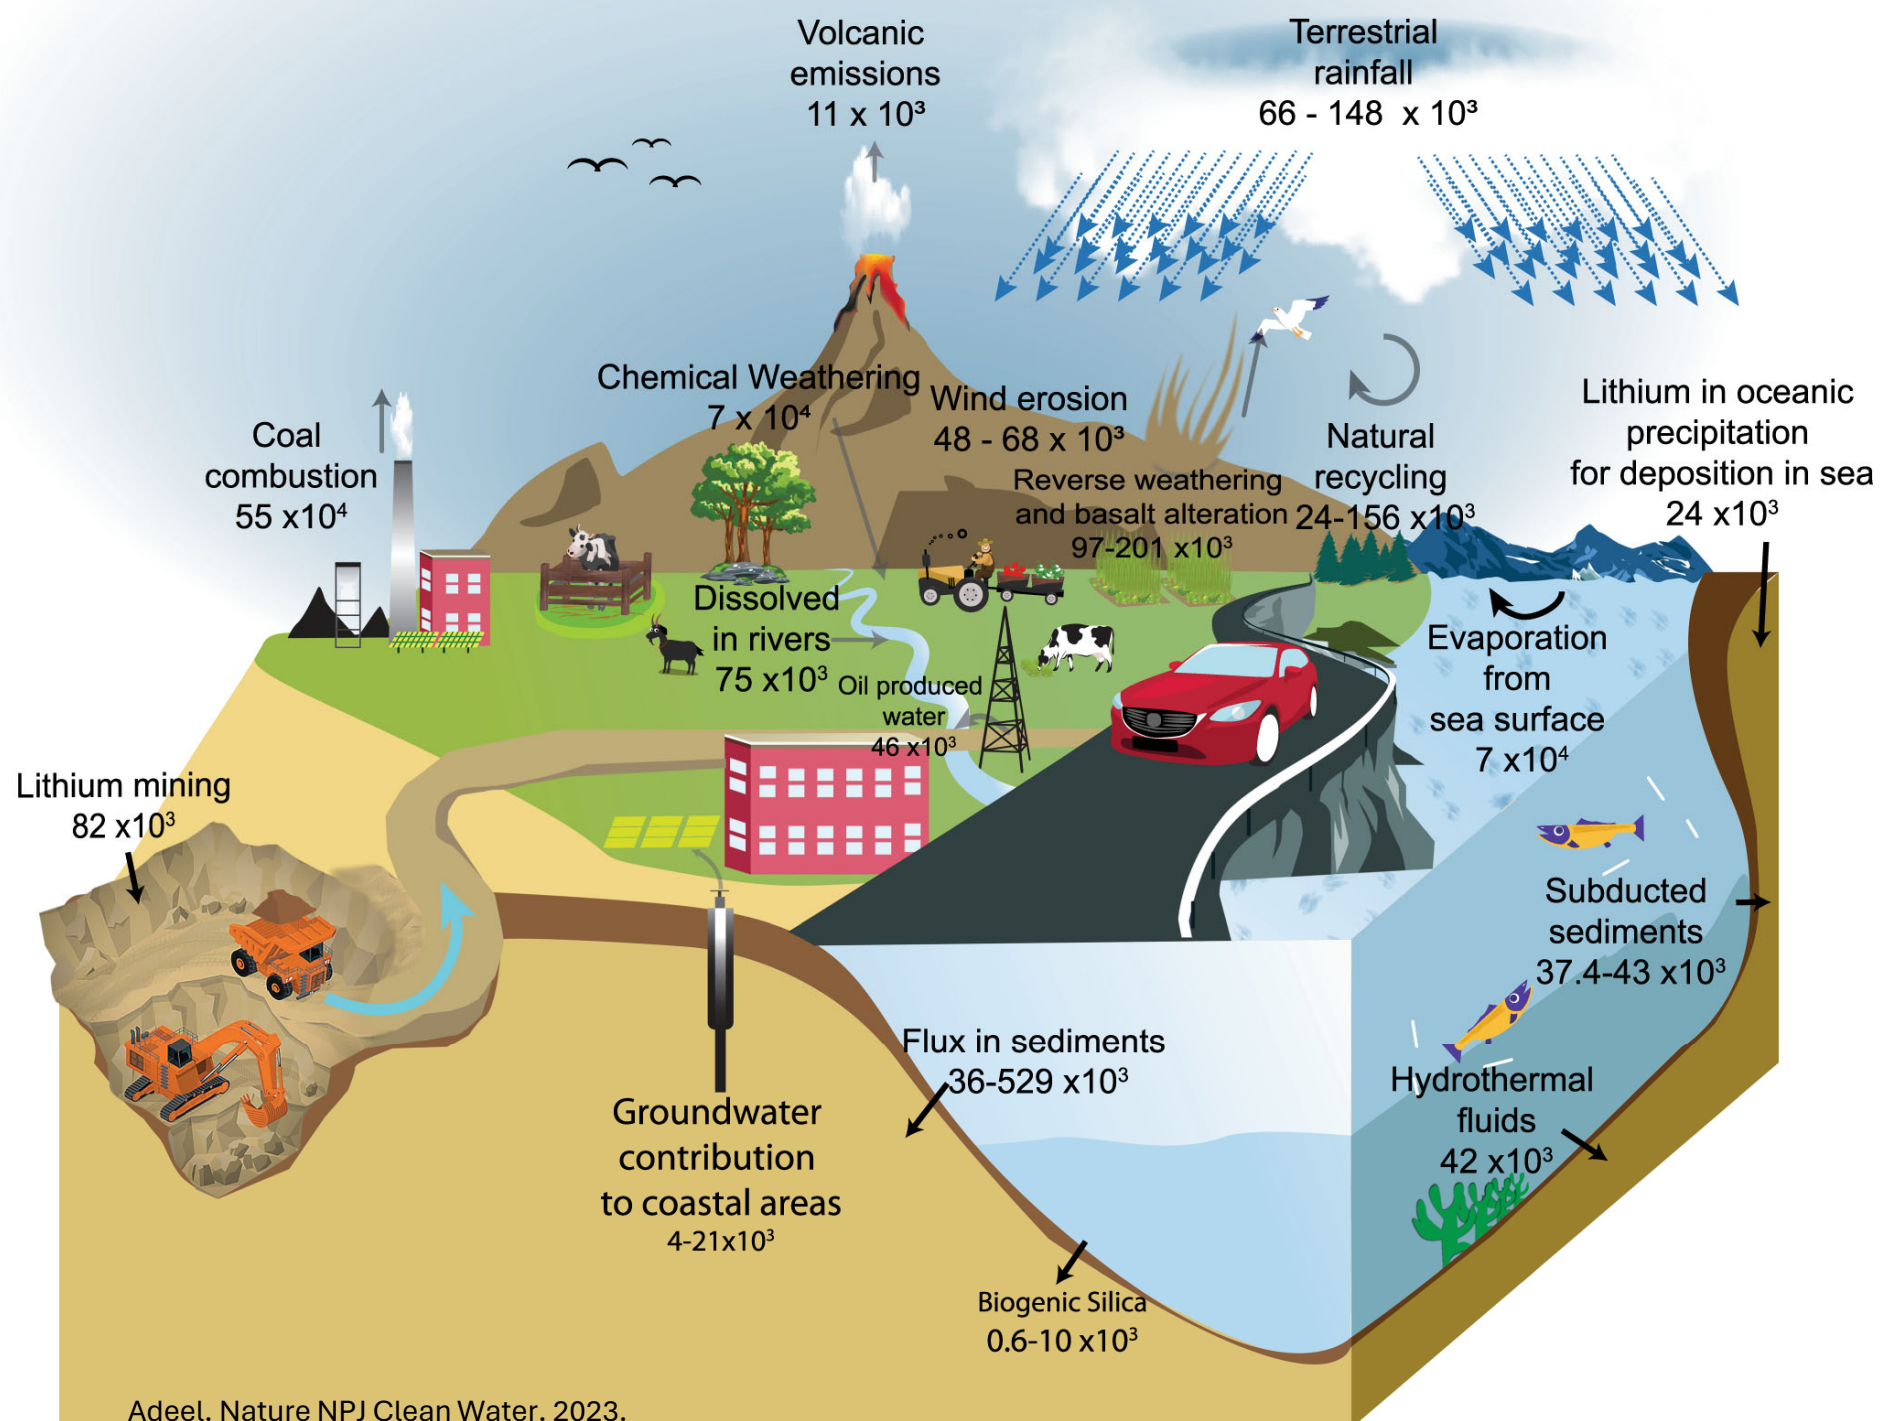 Volcanic
emissions
11 x 10³
Terrestrial
rainfall
66 - 148 x 10³
Chemical Weathering
7 x 10⁴
Wind erosion
48 - 68 x 10³
Coal
combustion
55 x10⁴
Reverse weathering
and basalt alteration
97-201 x10³
Natural
recycling
24-156 x10³
Lithium in oceanic
precipitation
for deposition in sea
24 x10³
Dissolved
in rivers
75 x10³
Oil produced
water
46 x10³
Evaporation
from
sea surface
7 x10⁴
Lithium mining
82 x10³
Subducted
sediments
37.4-43 x10³
Flux in sediments
36-529 x10³
Hydrothermal
fluids
42 x10³
Groundwater
contribution
to coastal areas
4-21x10³
Biogenic Silica
0.6-10 x10³
Adeel. Nature NPJ Clean Water. 2023.